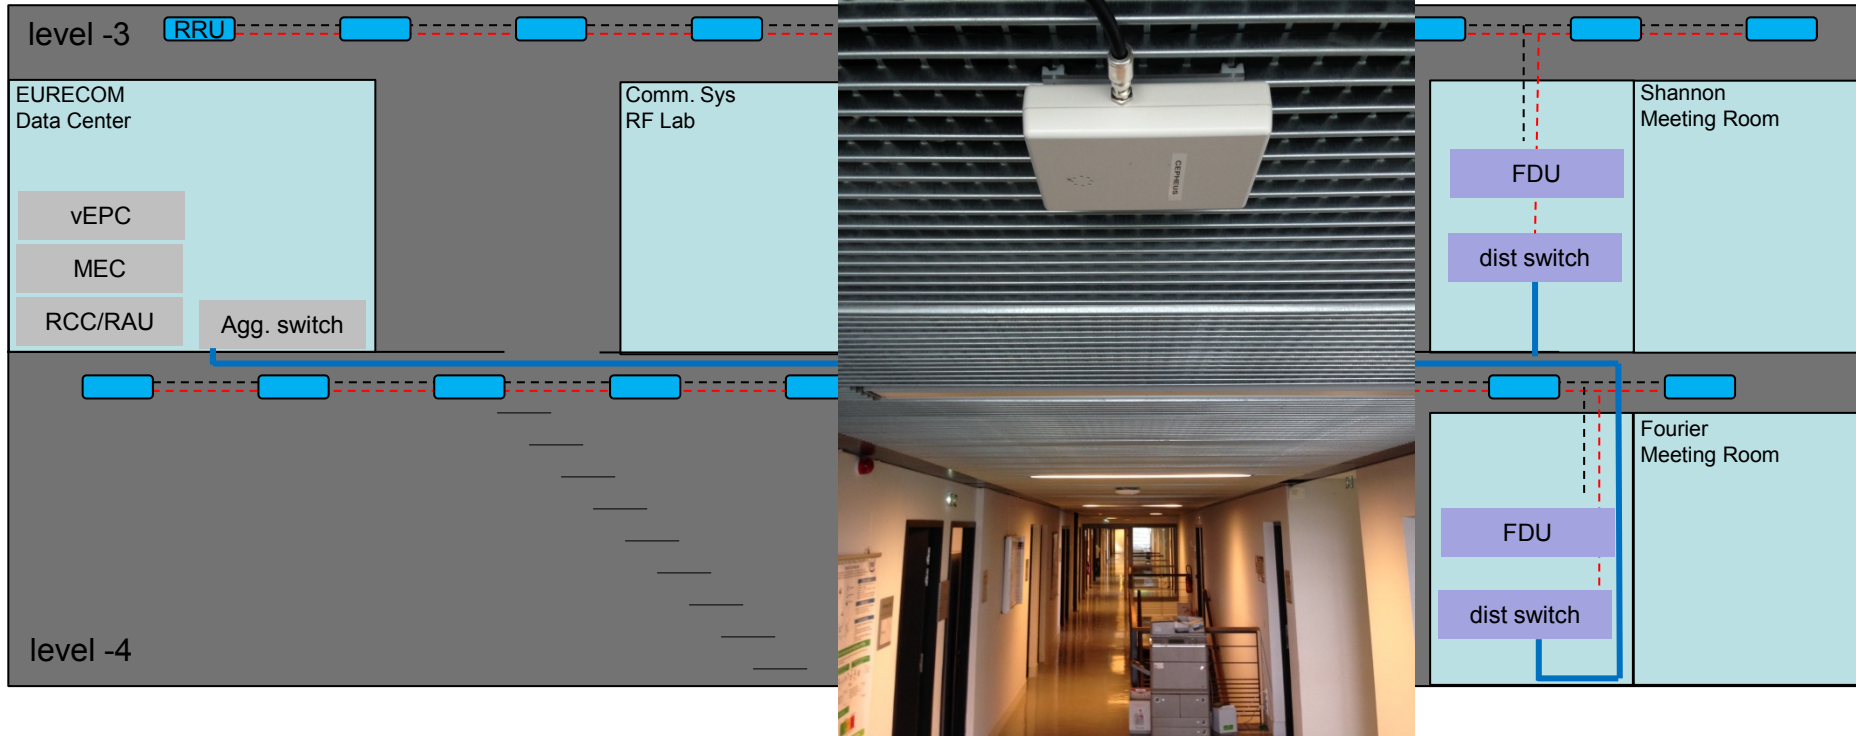 level -3
RRU
EURECOM
Data Center
vEPC
MEC
RCC/RAU
Agg. switch
Comm. Sys
RF Lab
CEPHEUS
FDU
dist switch
Shannon
Meeting Room
level -4
FDU
dist switch
Fourier
Meeting Room